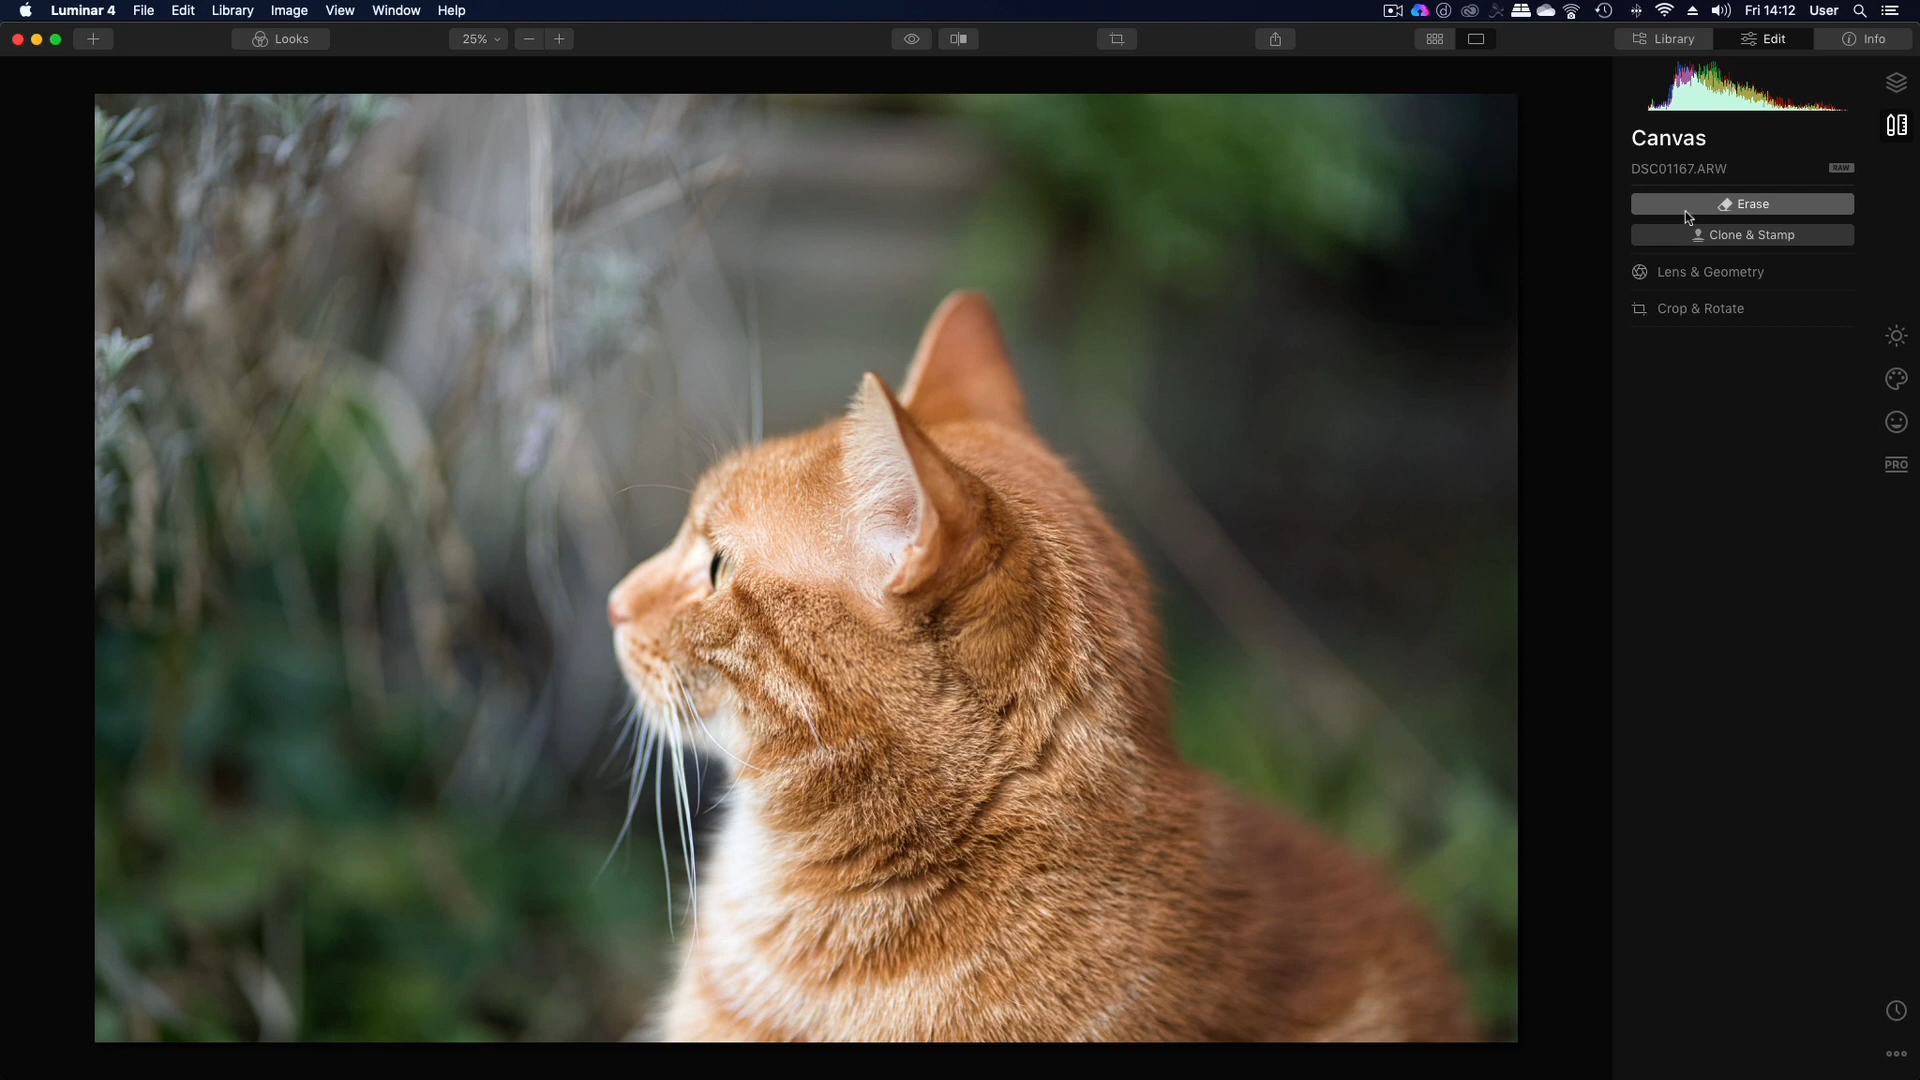 Luminar 4 File Edit Library Image View Window Help Fri 14:12 User
Looks 25% Library Edit Info
Canvas
DSC01167.ARW RAW
Erase
Clone & Stamp
Lens & Geometry
Crop & Rotate
PRO